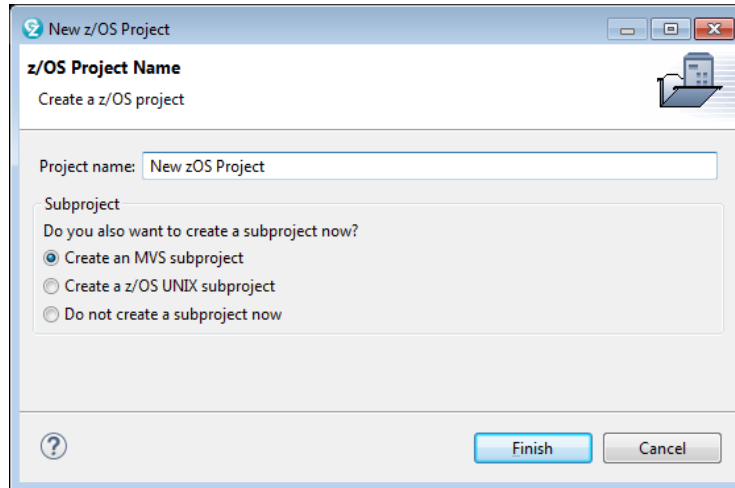 New z/OS Project
z/OS Project Name
Create a z/OS project
Project name: New zOS Project
Subproject
Do you also want to create a subproject now?
Create an MVS subproject
Create a z/OS UNIX subproject
Do not create a subproject now
? Finish Cancel